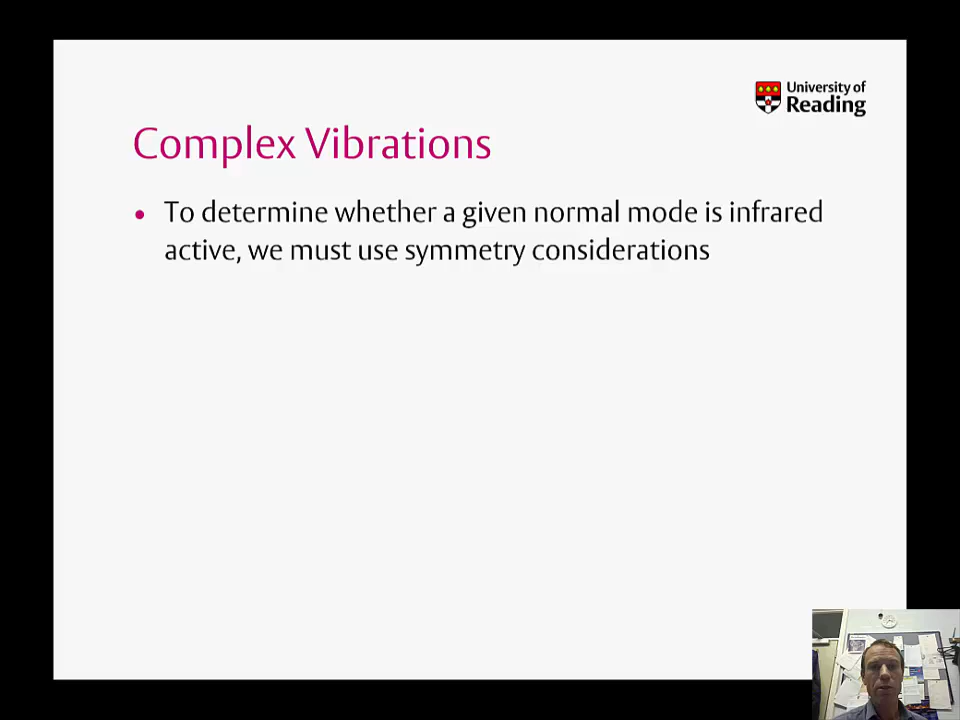 University of
Reading
Complex Vibrations
• To determine whether a given normal mode is infrared
active, we must use symmetry considerations